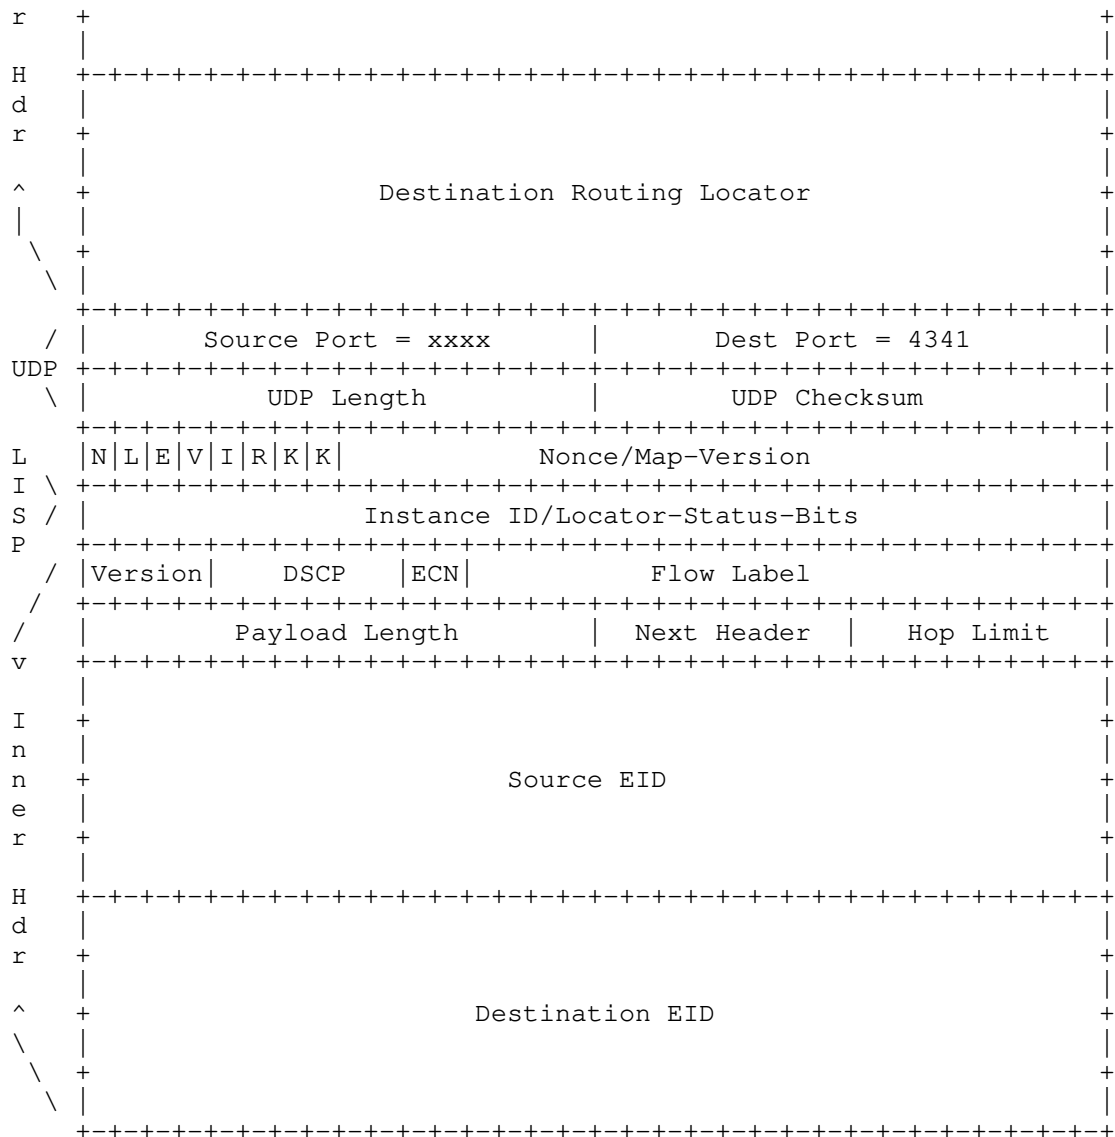 r   +                                                               +
    |                                                               |
H   +-+-+-+-+-+-+-+-+-+-+-+-+-+-+-+-+-+-+-+-+-+-+-+-+-+-+-+-+-+-+-+-+
d   |                                                               |
r   +                                                               +
    |                                                               |
^   +                  Destination Routing Locator                  +
|   |                                                               |
 \  +                                                               +
  \ |                                                               |
    +-+-+-+-+-+-+-+-+-+-+-+-+-+-+-+-+-+-+-+-+-+-+-+-+-+-+-+-+-+-+-+-+
  / |       Source Port = xxxx      |       Dest Port = 4341        |
UDP +-+-+-+-+-+-+-+-+-+-+-+-+-+-+-+-+-+-+-+-+-+-+-+-+-+-+-+-+-+-+-+-+
  \ |           UDP Length          |        UDP Checksum           |
    +-+-+-+-+-+-+-+-+-+-+-+-+-+-+-+-+-+-+-+-+-+-+-+-+-+-+-+-+-+-+-+-+
L   |N|L|E|V|I|R|K|K|            Nonce/Map-Version                  |
I \ +-+-+-+-+-+-+-+-+-+-+-+-+-+-+-+-+-+-+-+-+-+-+-+-+-+-+-+-+-+-+-+-+
S / |                 Instance ID/Locator-Status-Bits               |
P   +-+-+-+-+-+-+-+-+-+-+-+-+-+-+-+-+-+-+-+-+-+-+-+-+-+-+-+-+-+-+-+-+
  / |Version|    DSCP   |ECN|           Flow Label                  |
 /  +-+-+-+-+-+-+-+-+-+-+-+-+-+-+-+-+-+-+-+-+-+-+-+-+-+-+-+-+-+-+-+-+
/   |         Payload Length        |  Next Header  |   Hop Limit   |
v   +-+-+-+-+-+-+-+-+-+-+-+-+-+-+-+-+-+-+-+-+-+-+-+-+-+-+-+-+-+-+-+-+
    |                                                               |
I   +                                                               +
n   |                                                               |
n   +                          Source EID                           +
e   |                                                               |
r   +                                                               +
    |                                                               |
H   +-+-+-+-+-+-+-+-+-+-+-+-+-+-+-+-+-+-+-+-+-+-+-+-+-+-+-+-+-+-+-+-+
d   |                                                               |
r   +                                                               +
    |                                                               |
^   +                        Destination EID                        +
\   |                                                               |
 \  +                                                               +
  \ |                                                               |
    +-+-+-+-+-+-+-+-+-+-+-+-+-+-+-+-+-+-+-+-+-+-+-+-+-+-+-+-+-+-+-+-+